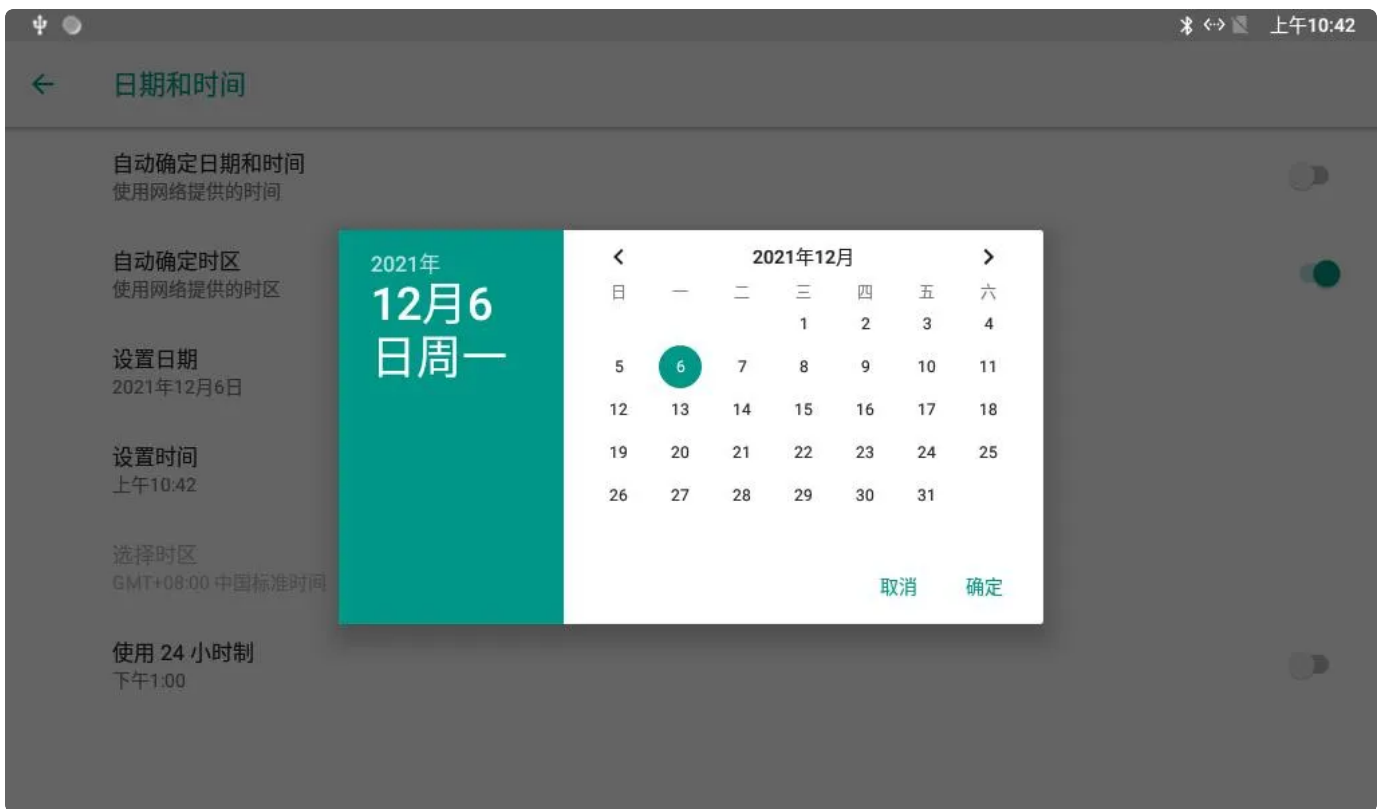 上午10:42
日期和时间
自动确定日期和时间
使用网络提供的时间
自动确定时区
使用网络提供的时区
设置日期
2021年12月6日
设置时间
上午10:42
选择时区
GMT+08:00 中国标准时间
使用 24 小时制
下午1:00
2021年
12月6
日周一
2021年12月
日 一 二 三 四 五 六
1 2 3 4
5 6 7 8 9 10 11
12 13 14 15 16 17 18
19 20 21 22 23 24 25
26 27 28 29 30 31
取消 确定